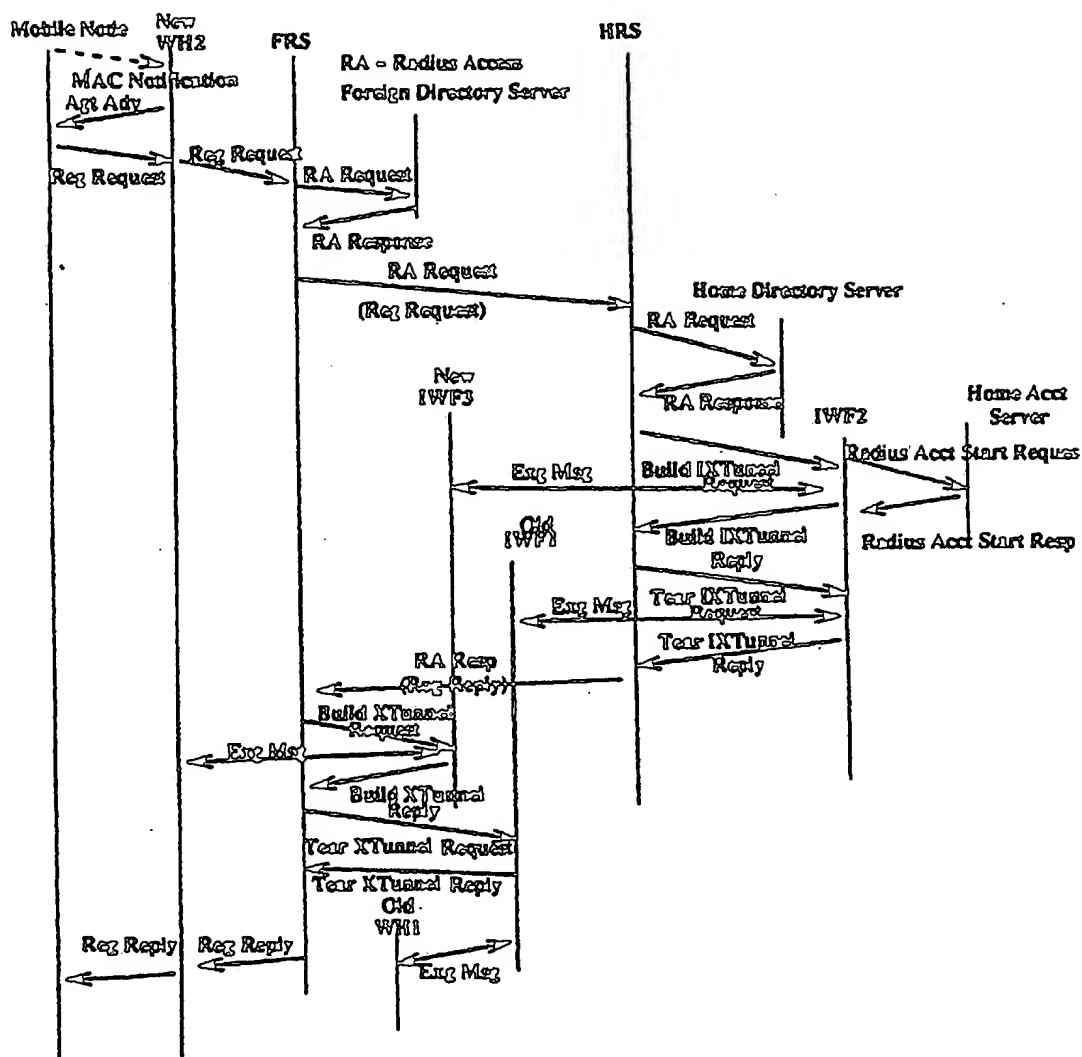 Mobile Node
New
WH2
FRS
HRS
RA - Radius Access
Foreign Directory Server
MAC Notification
Agt Adv
Reg Request
Reg Request
RA Request
RA Response
RA Request
(Reg Request)
Home Directory Server
RA Request
RA Response
New
IWF3
IWF2
Home Acct
Server
Radius Acct Start Reques
Exg Msg
Build IXTunnel
Request
Old
IWF1
Build IXTunnel
Reply
Radius Acct Start Resp
Exg Msg
Tear IXTunnel
Request
Tear IXTunnel
Reply
RA Resp
(Reg Reply)
Build XTunnel
Request
Exg Msg
Build XTunnel
Reply
Tear XTunnel Request
Tear XTunnel Reply
Old
WH1
Reg Reply
Reg Reply
Exg Msg